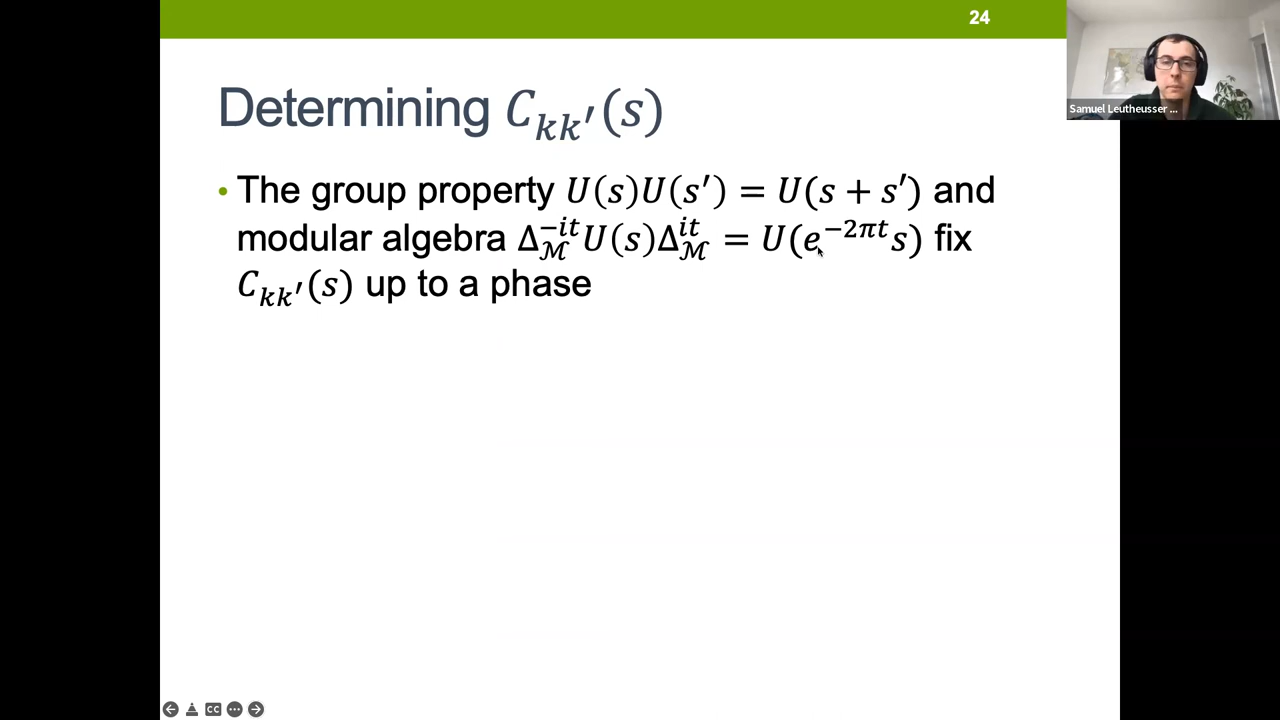 24
Samuel Leutheusser ...
Determining $C_{kk'}(s)$
• The group property $U(s)U(s') = U(s + s')$ and
modular algebra $\Delta_{\mathcal{M}}^{-it} U(s) \Delta_{\mathcal{M}}^{it} = U(e^{-2\pi t} s)$ fix
$C_{kk'}(s)$ up to a phase
CC